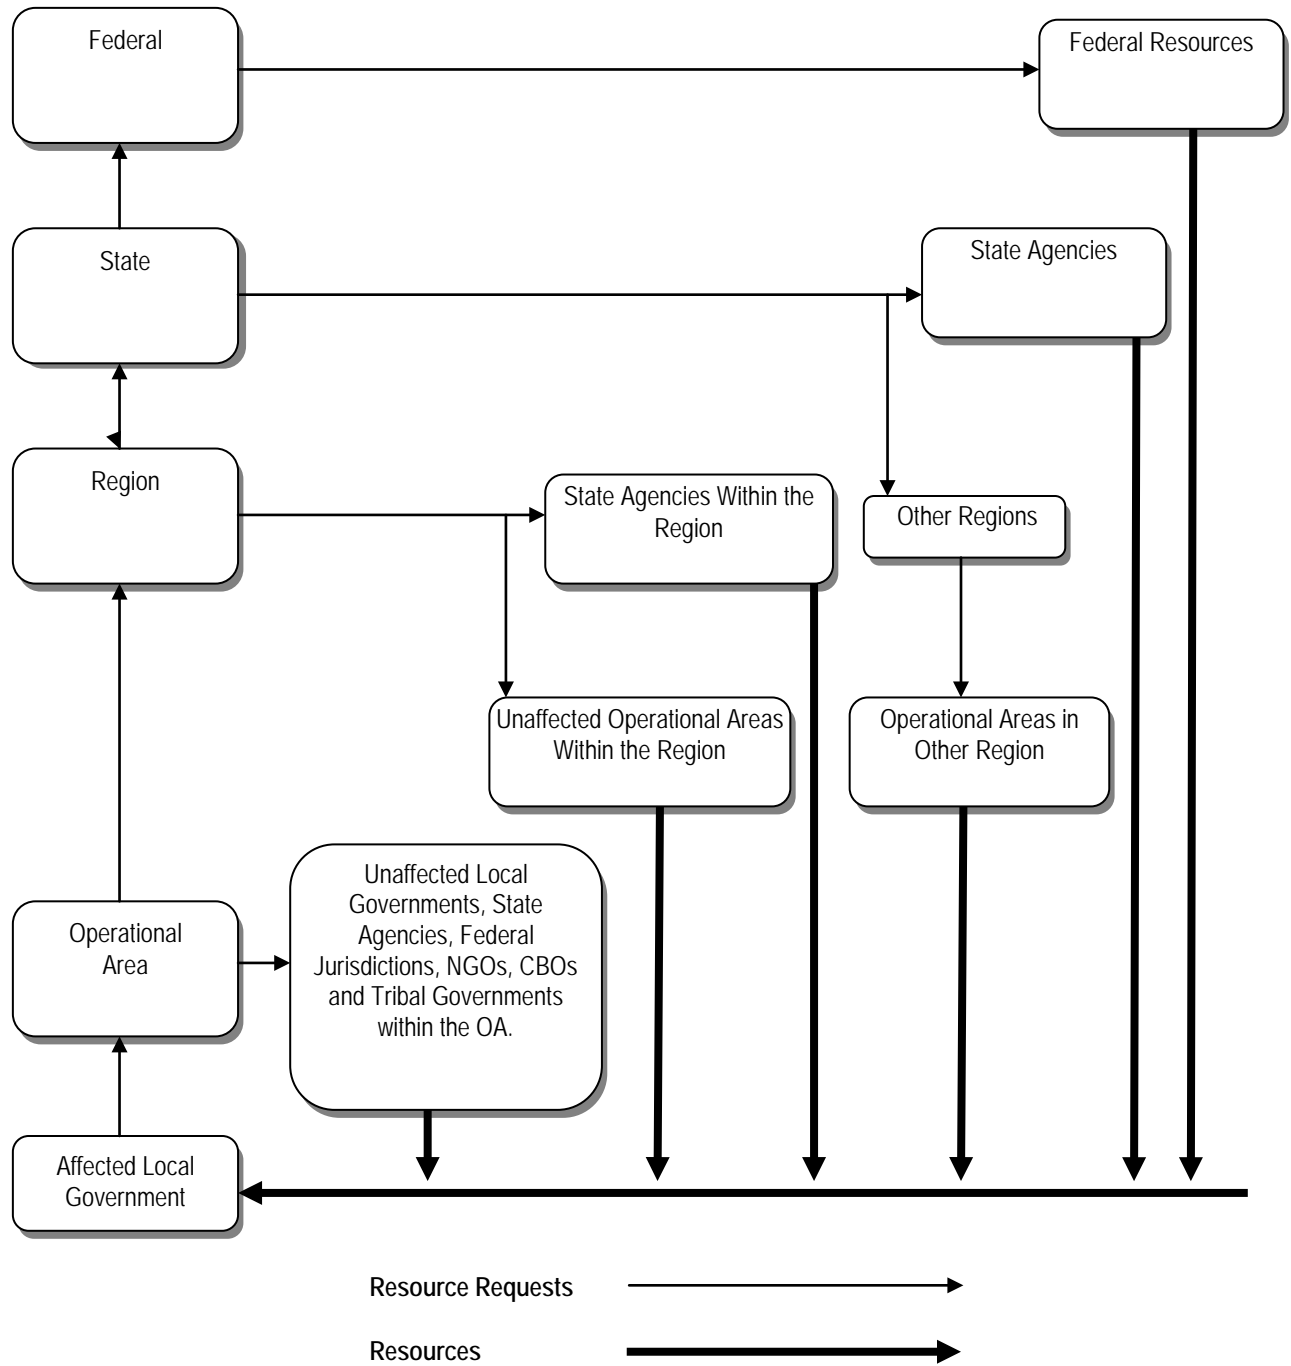 Federal
Federal Resources
State
State Agencies
Region
State Agencies Within the
Region
Other Regions
Unaffected Operational Areas
Within the Region
Operational Areas in
Other Region
Operational
Area
Unaffected Local
Governments, State
Agencies, Federal
Jurisdictions, NGOs, CBOs
and Tribal Governments
within the OA.
Affected Local
Government
Resource Requests
Resources